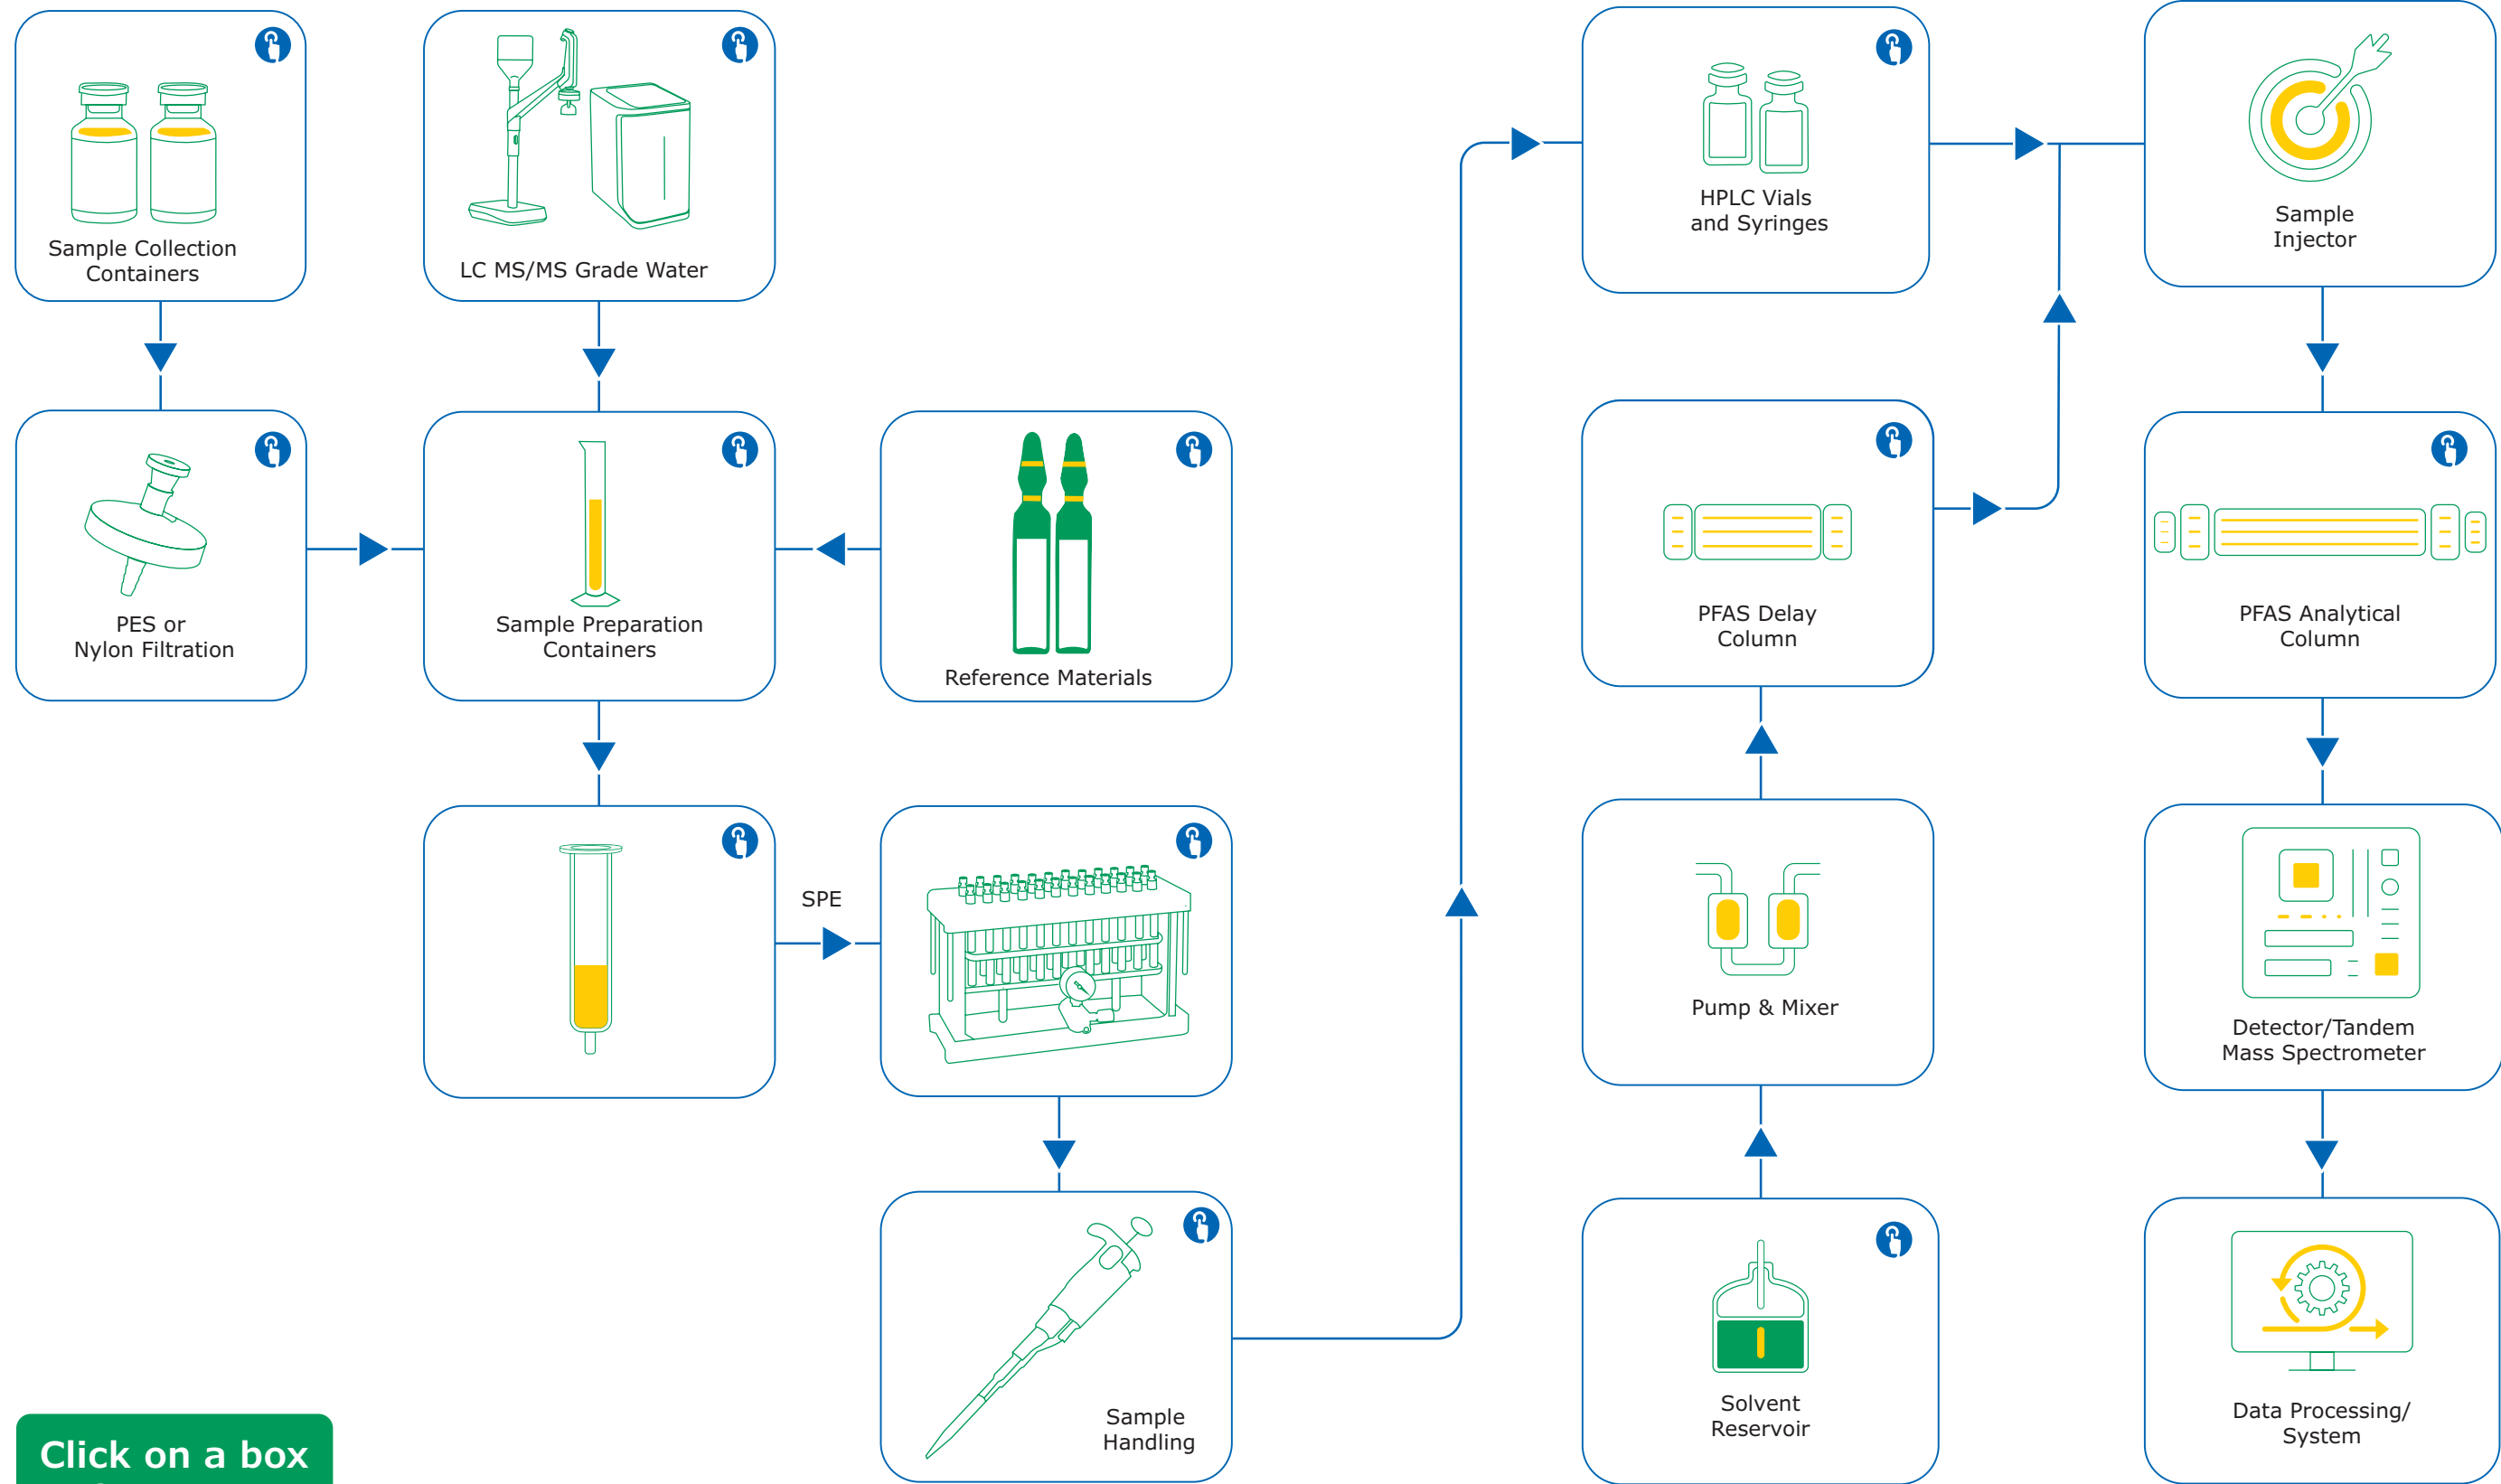 Sample Collection
Containers
LC MS/MS Grade Water
HPLC Vials
and Syringes
Sample
Injector
PES or
Nylon Filtration
Sample Preparation
Containers
Reference Materials
PFAS Delay
Column
PFAS Analytical
Column
SPE
Pump & Mixer
Detector/Tandem
Mass Spectrometer
Sample
Handling
Solvent
Reservoir
Data Processing/
System
Click on a box